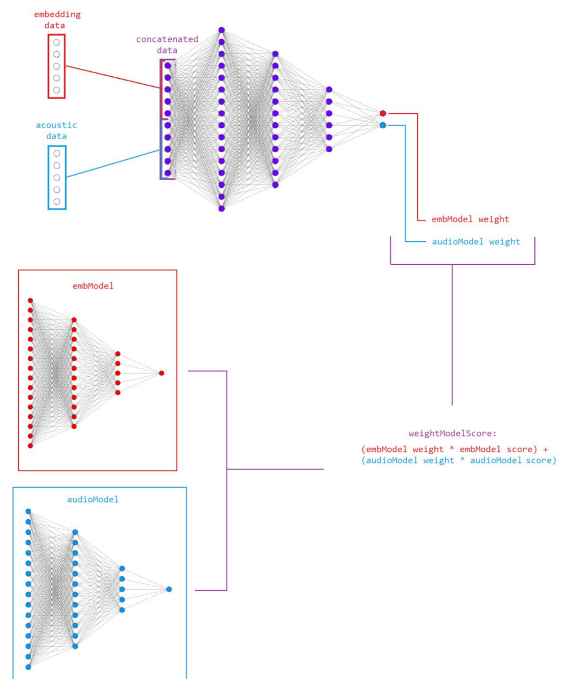 embedding
data
concatenated
data
acoustic
data
embModel weight
audioModel weight
embModel
weightModelScore:
(embModel weight * embModel score) +
(audioModel weight * audioModel score)
audioModel